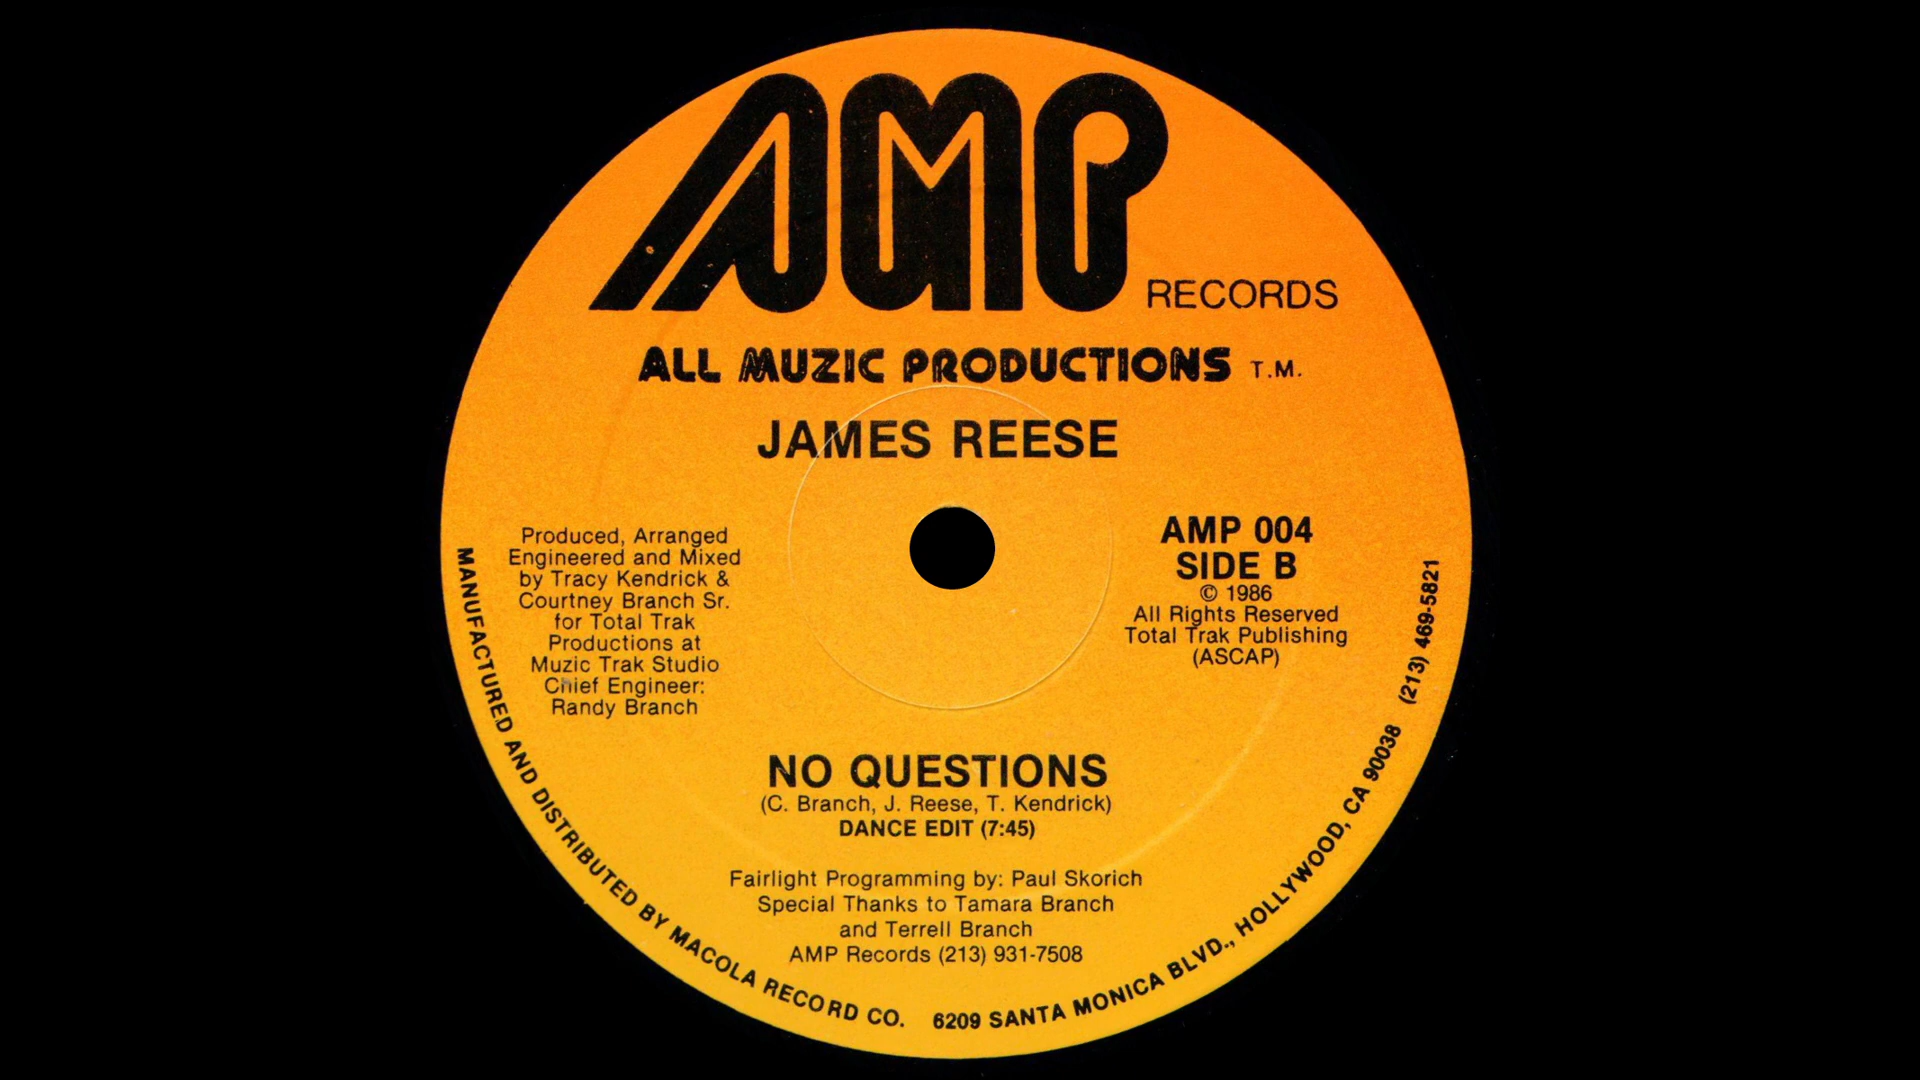 AMP
RECORDS
ALL MUZIC PRODUCTIONS T.M.
JAMES REESE
Produced, Arranged
Engineered and Mixed
by Tracy Kendrick &
Courtney Branch Sr.
for Total Trak
Productions at
Muzic Trak Studio
Chief Engineer:
Randy Branch
AMP 004
SIDE B
© 1986
All Rights Reserved
Total Trak Publishing
(ASCAP)
NO QUESTIONS
(C. Branch, J. Reese, T. Kendrick)
DANCE EDIT (7:45)
Fairlight Programming by: Paul Skorich
Special Thanks to Tamara Branch
and Terrell Branch
AMP Records (213) 931-7508
MANUFACTURED AND DISTRIBUTED BY MACOLA RECORD CO. 6209 SANTA MONICA BLVD., HOLLYWOOD, CA 90038 (213) 469-5821